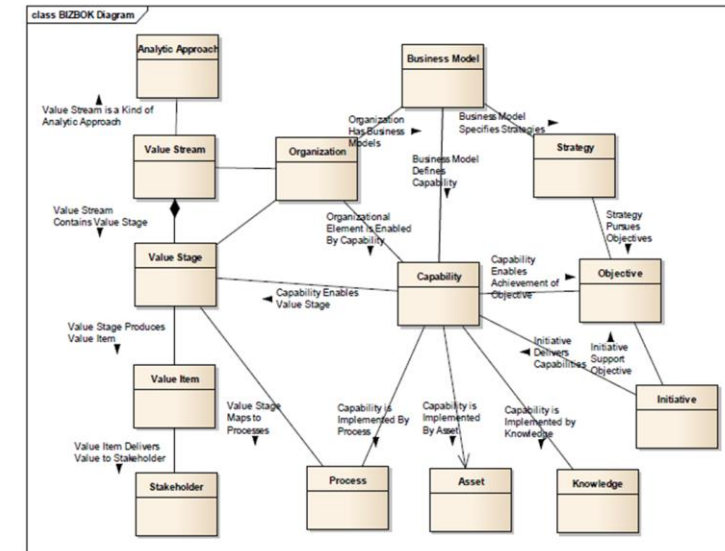 class BIZBOK Diagram
Analytic Approach
Business Model
Value Stream is a Kind of
Analytic Approach
Organization
Has Business
Models
Business Model
Specifies Strategies
Value Stream
Organization
Strategy
Business Model
Defines
Capability
Value Stream
Contains Value Stage
Organizational
Element is Enabled
By Capability
Strategy
Pursues
Objectives
Value Stage
Capability
Capability
Enables
Achievement of
Objective
Objective
Capability Enables
Value Stage
Value Stage Produces
Value Item
Initiative
Delivers
Capabilities
Initiative
Support
Objective
Value Item
Value Stage
Maps to
Processes
Capability is
Implemented By
Process
Capability is
Implemented
By Asset
Capability is
Implemented by
Knowledge
Initiative
Value Item Delivers
Value to Stakeholder
Stakeholder
Process
Asset
Knowledge